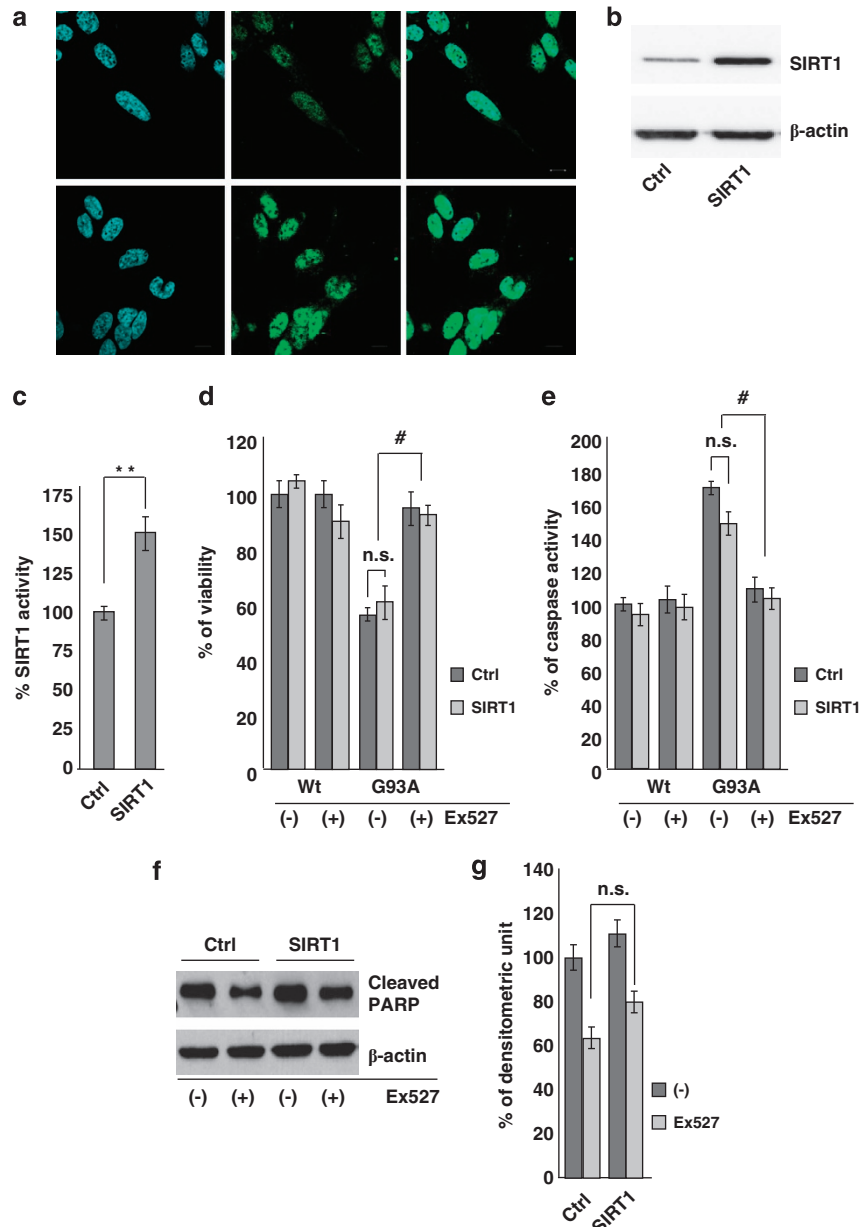 a
b
SIRT1
β-actin
Ctrl
SIRT1
c
% SIRT1 activity
175
150
125
100
75
50
25
0
**
Ctrl
SIRT1
d
% of viability
120
100
80
60
40
20
0
n.s.
#
Ctrl
SIRT1
Wt
G93A
(-)
(+)
(-)
(+)
Ex527
e
% of caspase activity
200
180
160
140
120
100
80
60
40
20
0
n.s.
#
Ctrl
SIRT1
Wt
G93A
(-)
(+)
(-)
(+)
Ex527
f
Ctrl
SIRT1
Cleaved
PARP
β-actin
(-)
(+)
(-)
(+)
Ex527
g
% of densitometric unit
140
120
100
80
60
40
20
0
n.s.
(-)
Ex527
Ctrl
SIRT1